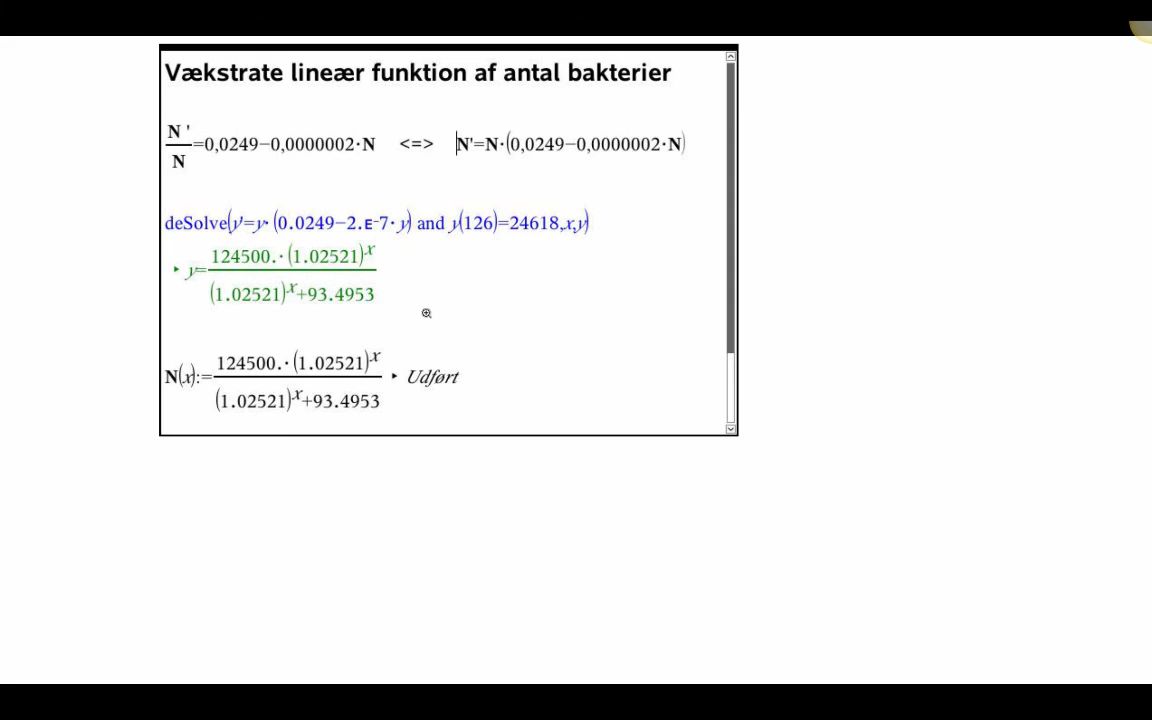 Vækstrate lineær funktion af antal bakterier
N'/N=0,0249−0,0000002·N <=> N'=N·(0,0249−0,0000002·N)
deSolve(y'=y·(0.0249−2.ᴇ-7·y) and y(126)=24618,x,y)
▸ y=124500.·(1.02521)^x/((1.02521)^x+93.4953)
N(x):=124500.·(1.02521)^x/((1.02521)^x+93.4953) ▸ Udført